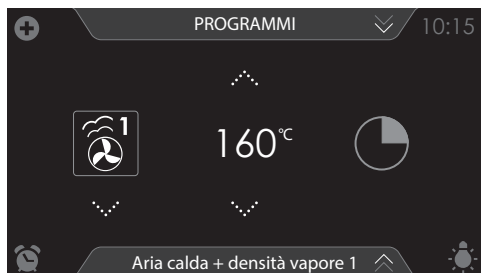 PROGRAMMI
10:15
1
160°C
Aria calda + densità vapore 1